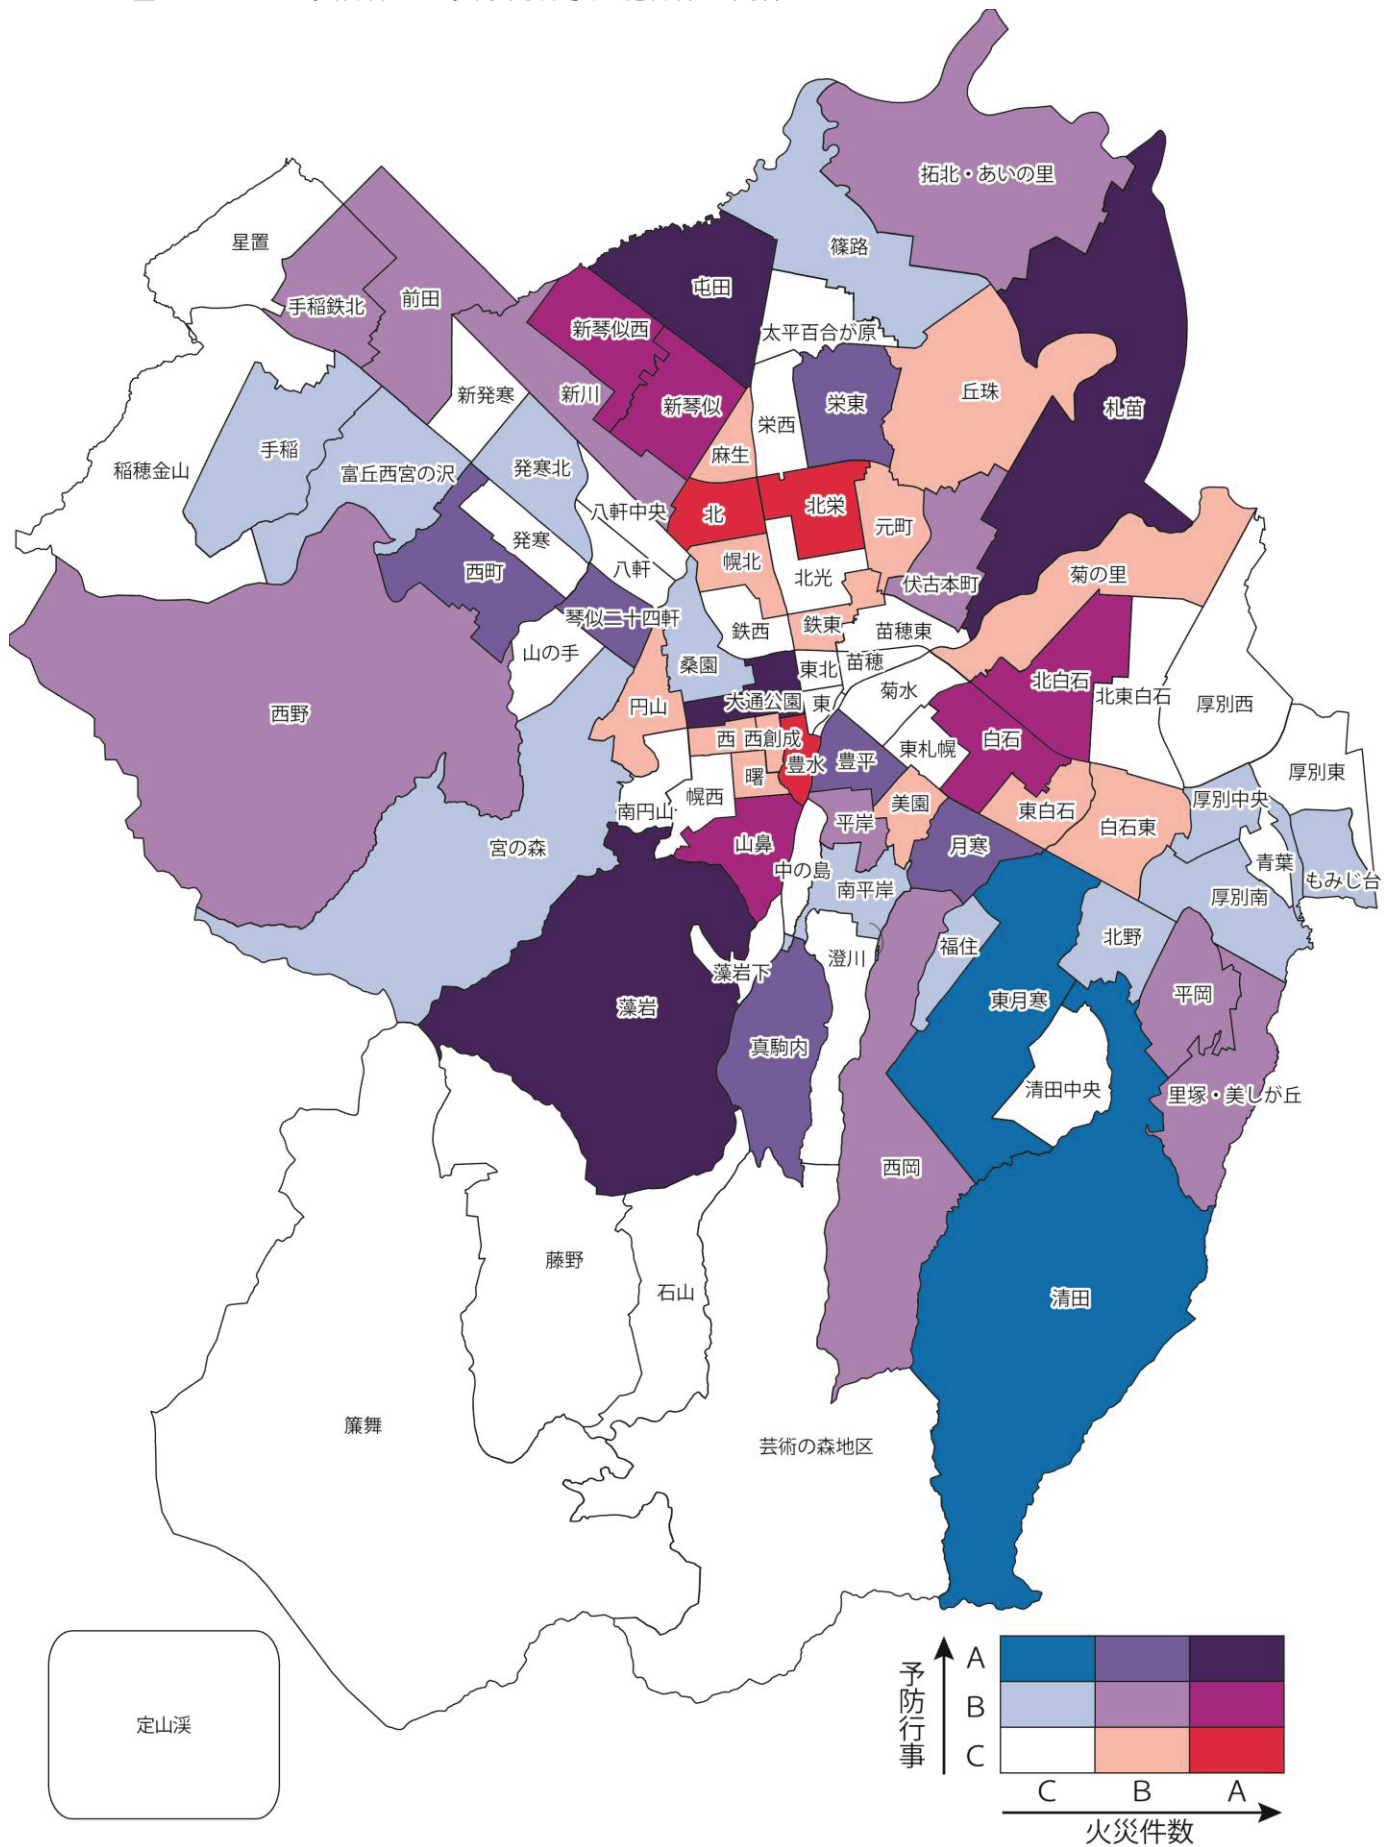 拓北・あいの里
星置
篠路
手稲鉄北
前田
屯田
新琴似西
太平百合が原
新発寒
新川
新琴似
栄東
丘珠
札苗
栄西
麻生
手稲
稲穂金山
富丘西宮の沢
発寒北
八軒中央
北
北栄
元町
発寒
西町
八軒
幌北
北光
伏古本町
菊の里
琴似二十四軒
鉄西
鉄東
苗穂東
山の手
桑園
東北
苗穂
北白石
菊水
北東白石
西野
円山
大通公園
東
厚別西
西
西創成
豊水
豊平
東札幌
白石
曙
厚別東
幌西
南円山
美園
東白石
厚別中央
平岸
白石東
宮の森
山鼻
月寒
中の島
青葉
もみじ台
南平岸
厚別南
北野
福住
澄川
藻岩下
平岡
東月寒
藻岩
真駒内
清田中央
里塚・美しが丘
西岡
藤野
石山
清田
簾舞
芸術の森地区
定山渓
予防行事
A
B
C
C B A
火災件数